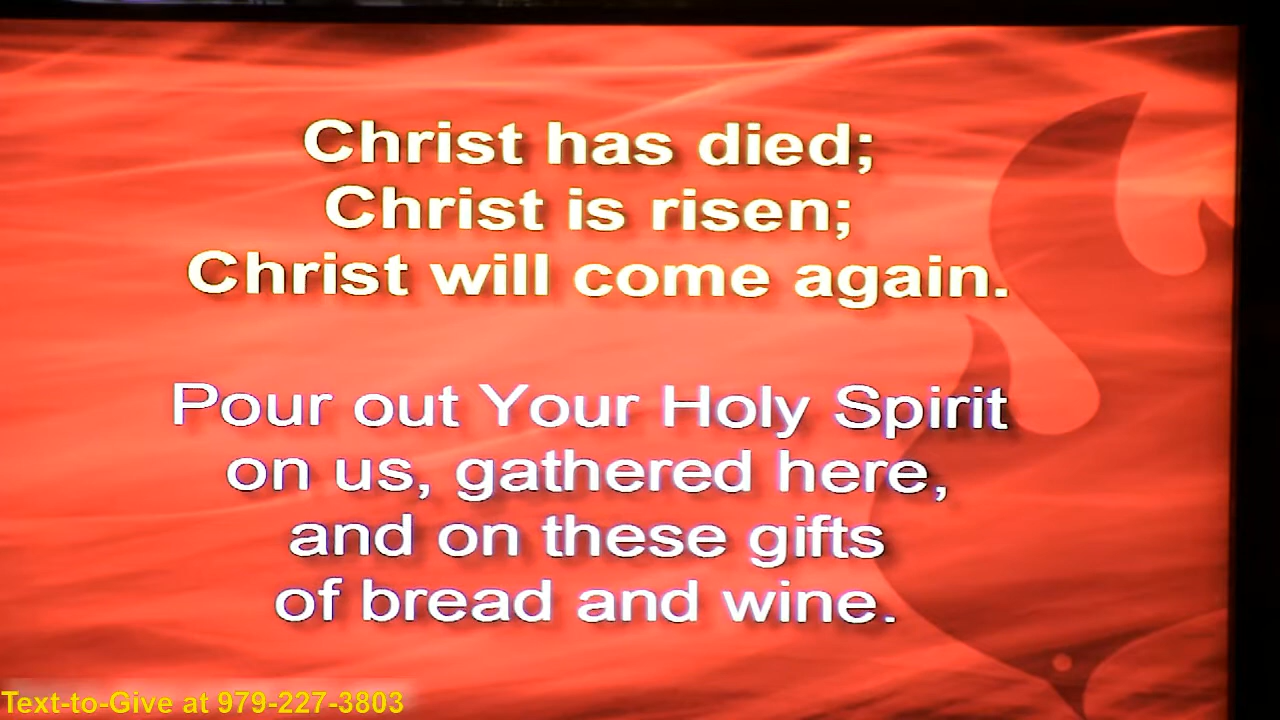 Christ has died;
Christ is risen;
Christ will come again.
Pour out Your Holy Spirit
on us, gathered here,
and on these gifts
of bread and wine.
Text-to-Give at 979-227-3803